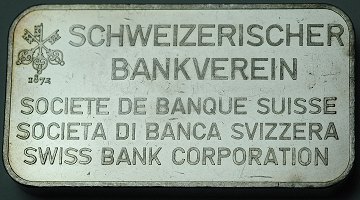 SCHWEIZERISCHER
BANKVEREIN
1872
SOCIETE DE BANQUE SUISSE
SOCIETA DI BANCA SVIZZERA
SWISS BANK CORPORATION